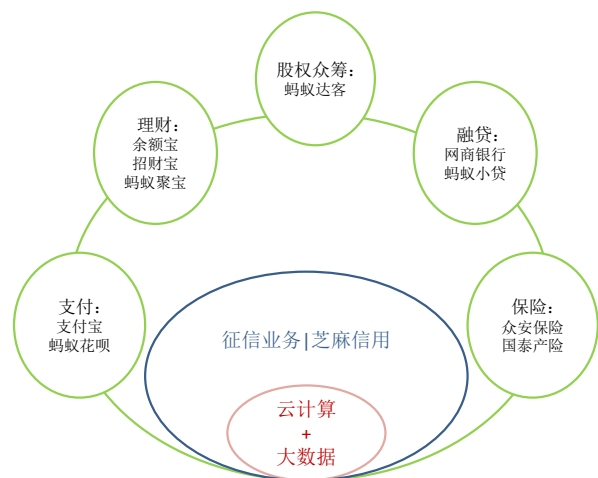 股权众筹：
蚂蚁达客
理财：
余额宝
招财宝
蚂蚁聚宝
融贷：
网商银行
蚂蚁小贷
支付：
支付宝
蚂蚁花呗
保险：
众安保险
国泰产险
征信业务|芝麻信用
云计算
+
大数据